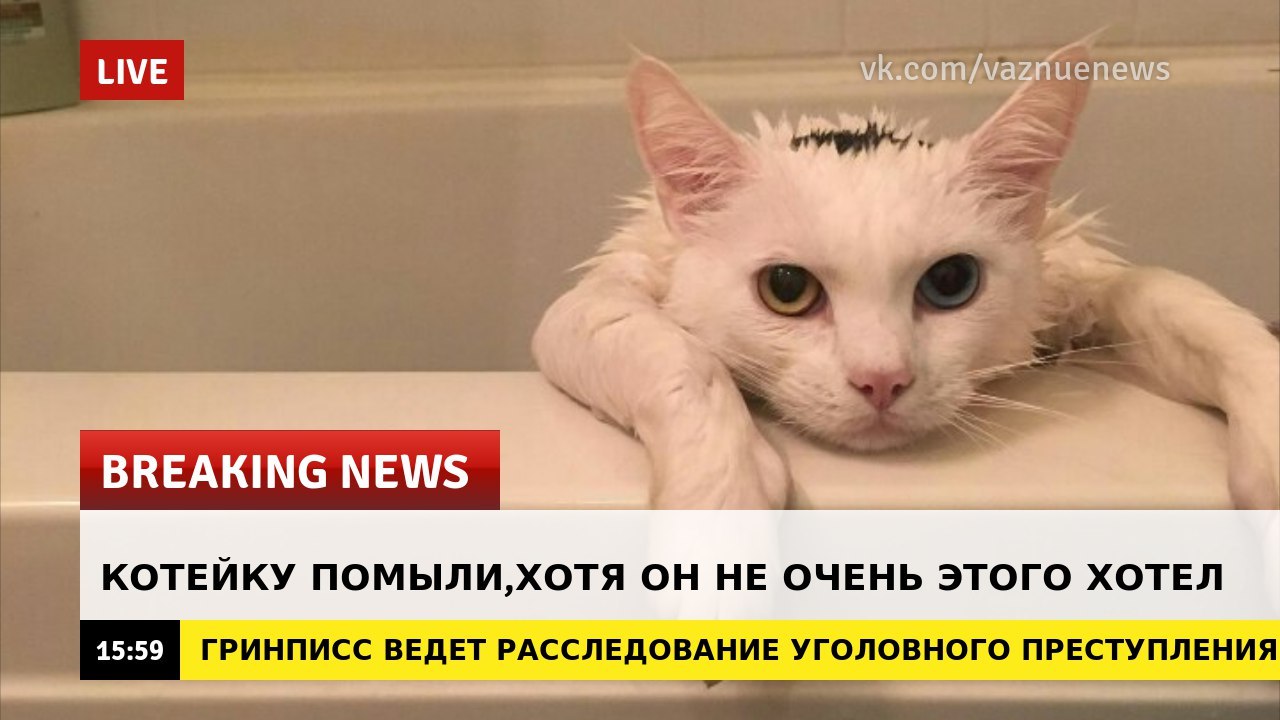 LIVE
vk.com/vaznuenews
BREAKING NEWS
КОТЕЙКУ ПОМЫЛИ,ХОТЯ ОН НЕ ОЧЕНЬ ЭТОГО ХОТЕЛ
15:59 ГРИНПИСС ВЕДЕТ РАССЛЕДОВАНИЕ УГОЛОВНОГО ПРЕСТУПЛЕНИЯ